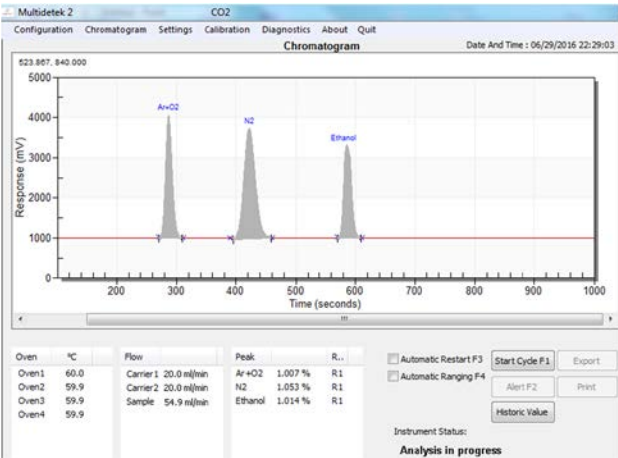 Multidetek 2 CO2
Configuration Chromatogram Settings Calibration Diagnostics About Quit
Chromatogram Date And Time : 06/29/2016 22:29:03
523.867, 840.000
5000
4000
3000
2000
1000
0
Response (mV)
Ar+O2
N2
Ethanol
200 300 400 500 600 700 800 900 1000
Time (seconds)
Oven °C
Oven1 60.0
Oven2 59.9
Oven3 59.9
Oven4 59.9
Flow
Carrier1 20.0 ml/min
Carrier2 20.0 ml/min
Sample 54.9 ml/min
Peak R..
Ar+O2 1.007 % R1
N2 1.053 % R1
Ethanol 1.014 % R1
Automatic Restart F3
Automatic Ranging F4
Start Cycle F1 Export
Alert F2 Print
Historic Value
Instrument Status:
Analysis in progress